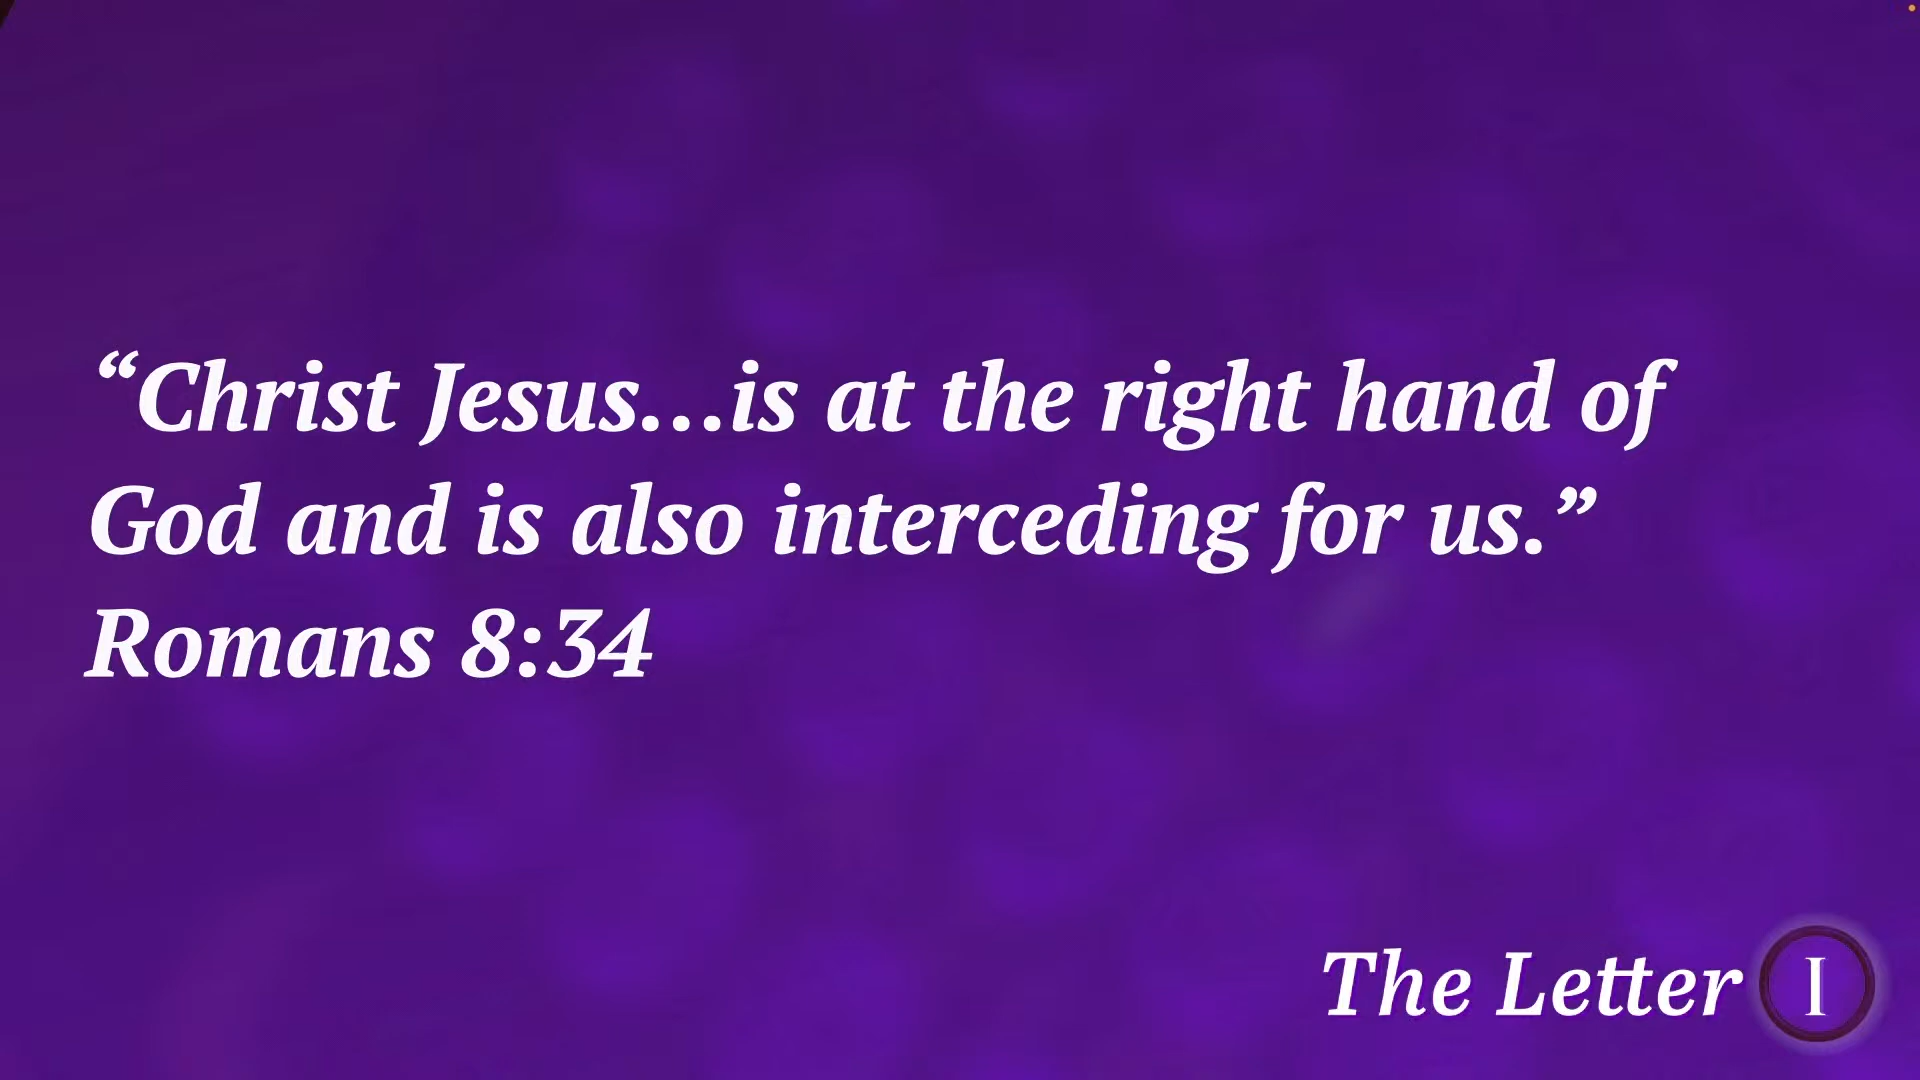 “Christ Jesus...is at the right hand of
God and is also interceding for us.”
Romans 8:34
The Letter I